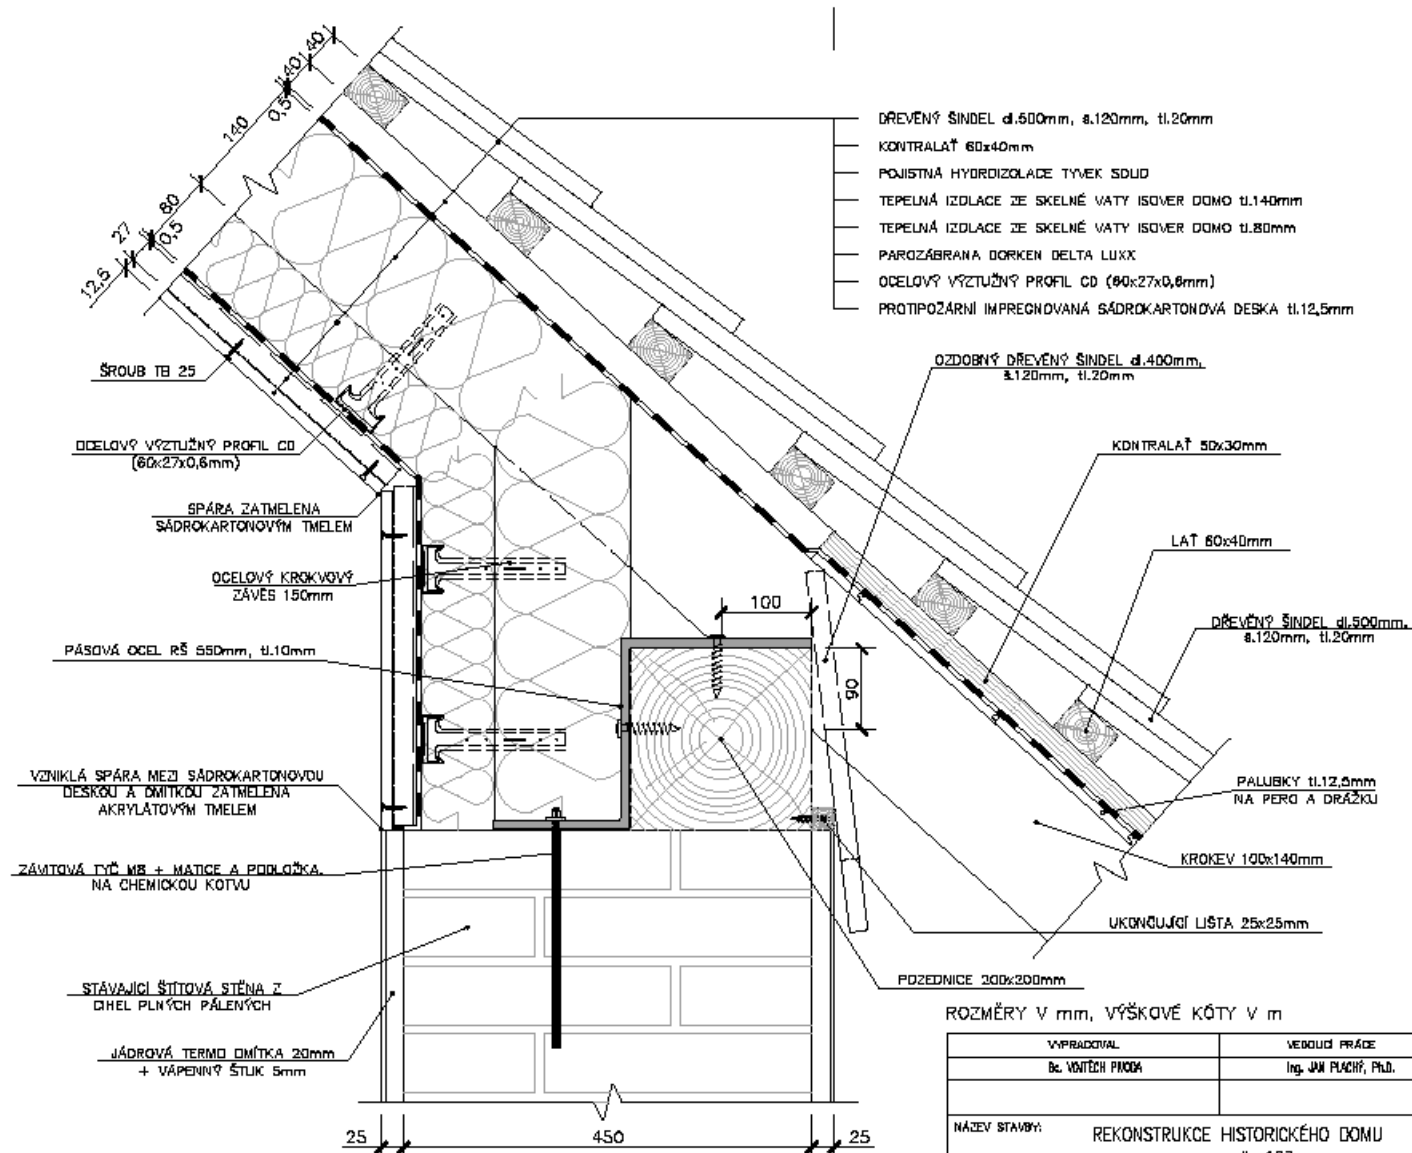 40
40
0,5
140
80
0,5
27
12,5
DŘEVĚNÝ ŠINDEL dl.500mm, š.120mm, tl.20mm
KONTRALAŤ 60x40mm
POJISTNÁ HYDROIZOLACE TYVEK SOLID
TEPELNÁ IZOLACE ZE SKELNÉ VATY ISOVER DOMO tl.140mm
TEPELNÁ IZOLACE ZE SKELNÉ VATY ISOVER DOMO tl.80mm
PAROZÁBRANA DORKEN DELTA LUXX
OCELOVÝ VÝZTUŽNÝ PROFIL CD (60x27x0,6mm)
PROTIPOŽÁRNÍ IMPREGNOVANÁ SÁDROKARTONOVÁ DESKA tl.12,5mm
OZDOBNÝ DŘEVĚNÝ ŠINDEL dl.400mm,
š.120mm, tl.20mm
ŠROUB TB 25
OCELOVÝ VÝZTUŽNÝ PROFIL CD
(60x27x0,6mm)
KONTRALAŤ 50x30mm
SPÁRA ZATMELENA
SÁDROKARTONOVÝM TMELEM
LAŤ 60x40mm
OCELOVÝ KROKVOVÝ
ZÁVĚS 150mm
100
DŘEVĚNÝ ŠINDEL dl.500mm,
š.120mm, tl.20mm
PÁSOVÁ OCEL RŠ 550mm, tl.10mm
90
VZNIKLÁ SPÁRA MEZI SÁDROKARTONOVOU
DESKOU A OMÍTKOU ZATMELENA
AKRYLÁTOVÝM TMELEM
PALUBKY tl.12,5mm
NA PERO A DRÁŽKU
KROKEV 100x140mm
ZÁVITOVÁ TYČ M8 + MATICE A PODLOŽKA,
NA CHEMICKOU KOTVU
UKONČUJÍCÍ LIŠTA 25x25mm
POZEDNICE 200x200mm
STÁVAJÍCÍ ŠTÍTOVÁ STĚNA Z
CIHEL PLNÝCH PÁLENÝCH
ROZMĚRY V mm, VÝŠKOVÉ KÓTY V m
JÁDROVÁ TERMO OMÍTKA 20mm
+ VÁPENNÝ ŠTUK 5mm
VYPRACOVAL
VEDOUCÍ PRÁCE
Bc. VOJTĚCH
Ing. JAN PLACHÝ, Ph.D.
NÁZEV STAVBY:
REKONSTRUKCE HISTORICKÉHO DOMU
25
450
25